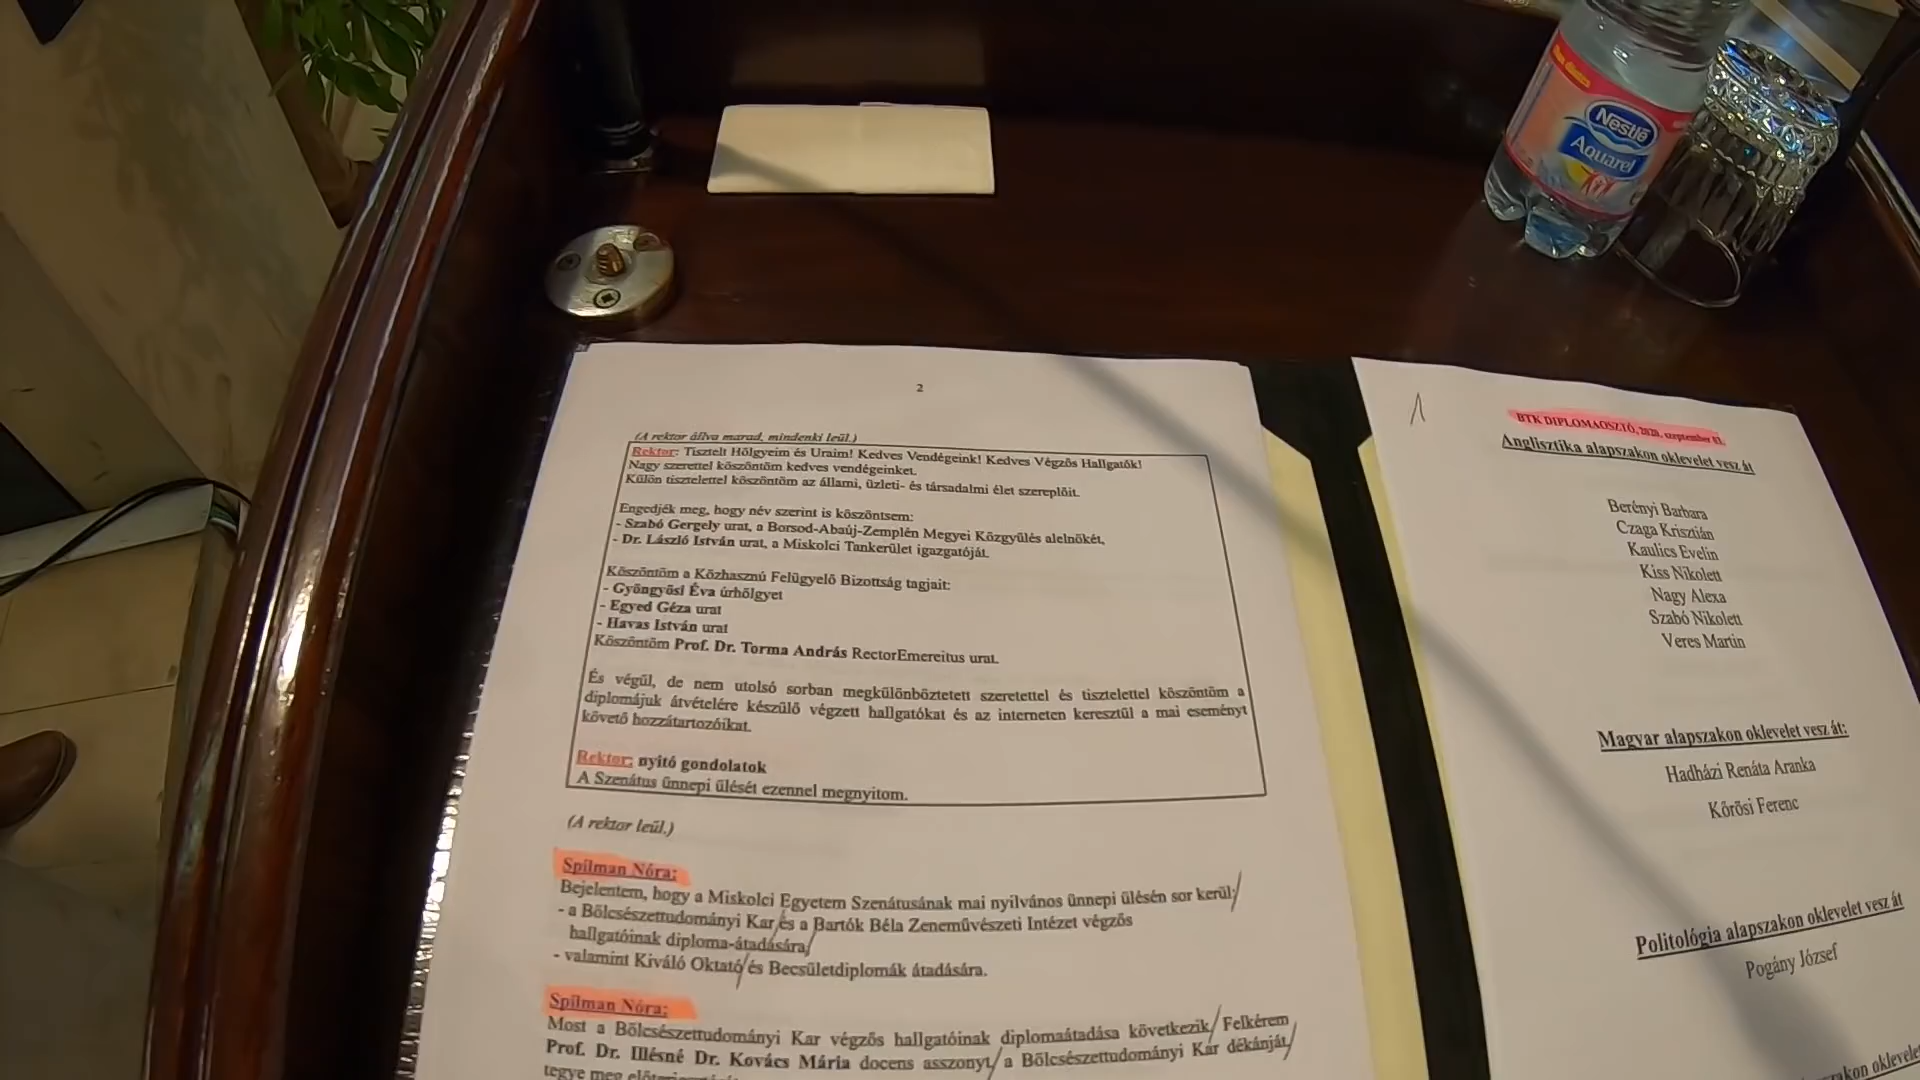 2
(A rektor állva marad, mindenki leül.)
Rektor: Tisztelt Hölgyeim és Uraim! Kedves Vendégeink! Kedves Végzős Hallgatók!
Nagy szeretettel köszöntöm kedves vendégeinket.
Külön tisztelettel köszöntöm az állami, üzleti- és társadalmi élet szereplőit.
Engedjék meg, hogy név szerint is köszöntsem:
- Szabó Gergely urat, a Borsod-Abaúj-Zemplén Megyei Közgyűlés alelnökét,
- Dr. László István urat, a Miskolci Tankerület igazgatóját.
Köszöntöm a Közhasznú Felügyelő Bizottság tagjait:
- Gyöngyösi Éva úrhölgyet
- Egyed Géza urat
- Havas István urat
Köszöntöm Prof. Dr. Torma András RectorEmereitus urat.
És végül, de nem utolsó sorban megkülönböztetett szeretettel és tisztelettel köszöntöm a
diplomájuk átvételére készülő végzett hallgatókat és az interneten keresztül a mai eseményt
követő hozzátartozóikat.
Rektor: nyitó gondolatok
A Szenátus ünnepi ülését ezennel megnyitom.
(A rektor leül.)
Spilman Nóra:
Bejelentem, hogy a Miskolci Egyetem Szenátusának mai nyilvános ünnepi ülésén sor kerül:
- a Bölcsészettudományi Kar és a Bartók Béla Zeneművészeti Intézet végzős
hallgatóinak diploma-átadására,
- valamint Kiváló Oktató és Becsületdiplomák átadására.
Spilman Nóra:
Most a Bölcsészettudományi Kar végzős hallgatóinak diplomaátadása következik. Felkérem
Prof. Dr. Illésné Dr. Kovács Mária docens asszonyt, a Bölcsészettudományi Kar dékánját,
tegye meg
1
BTK DIPLOMAOSZTÓ, 2020. szeptember
Anglisztika alapszakon oklevelet vesz át
Berényi Barbara
Czaga Krisztián
Kaulics Evelin
Kiss Nikolett
Nagy Alexa
Szabó Nikolett
Veres Martin
Magyar alapszakon oklevelet vesz át:
Hadházi Renáta Aranka
Kőrösi Ferenc
Politológia alapszakon oklevelet vesz át
Pogány József
Nestlé
Aquarel